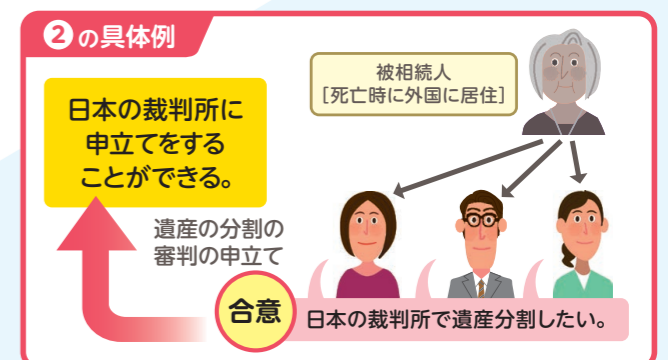 ❷の具体例
被相続人
［死亡時に外国に居住］
日本の裁判所に
申立てをする
ことができる。
遺産の分割の
審判の申立て
合意
日本の裁判所で遺産分割したい。